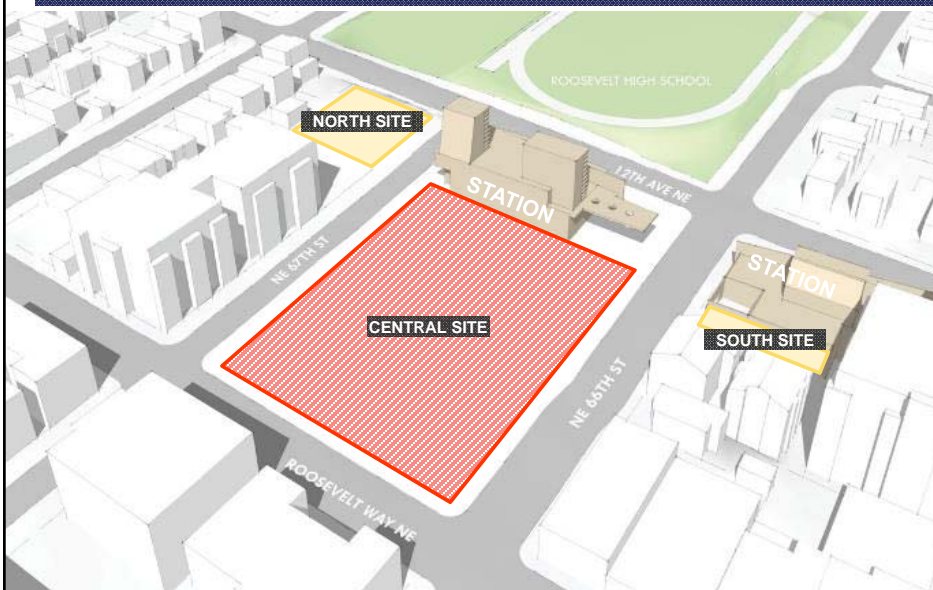 ROOSEVELT HIGH SCHOOL
NORTH SITE
12TH AVE NE
STATION
NE 67TH ST
STATION
CENTRAL SITE
SOUTH SITE
NE 66TH ST
ROOSEVELT WAY NE